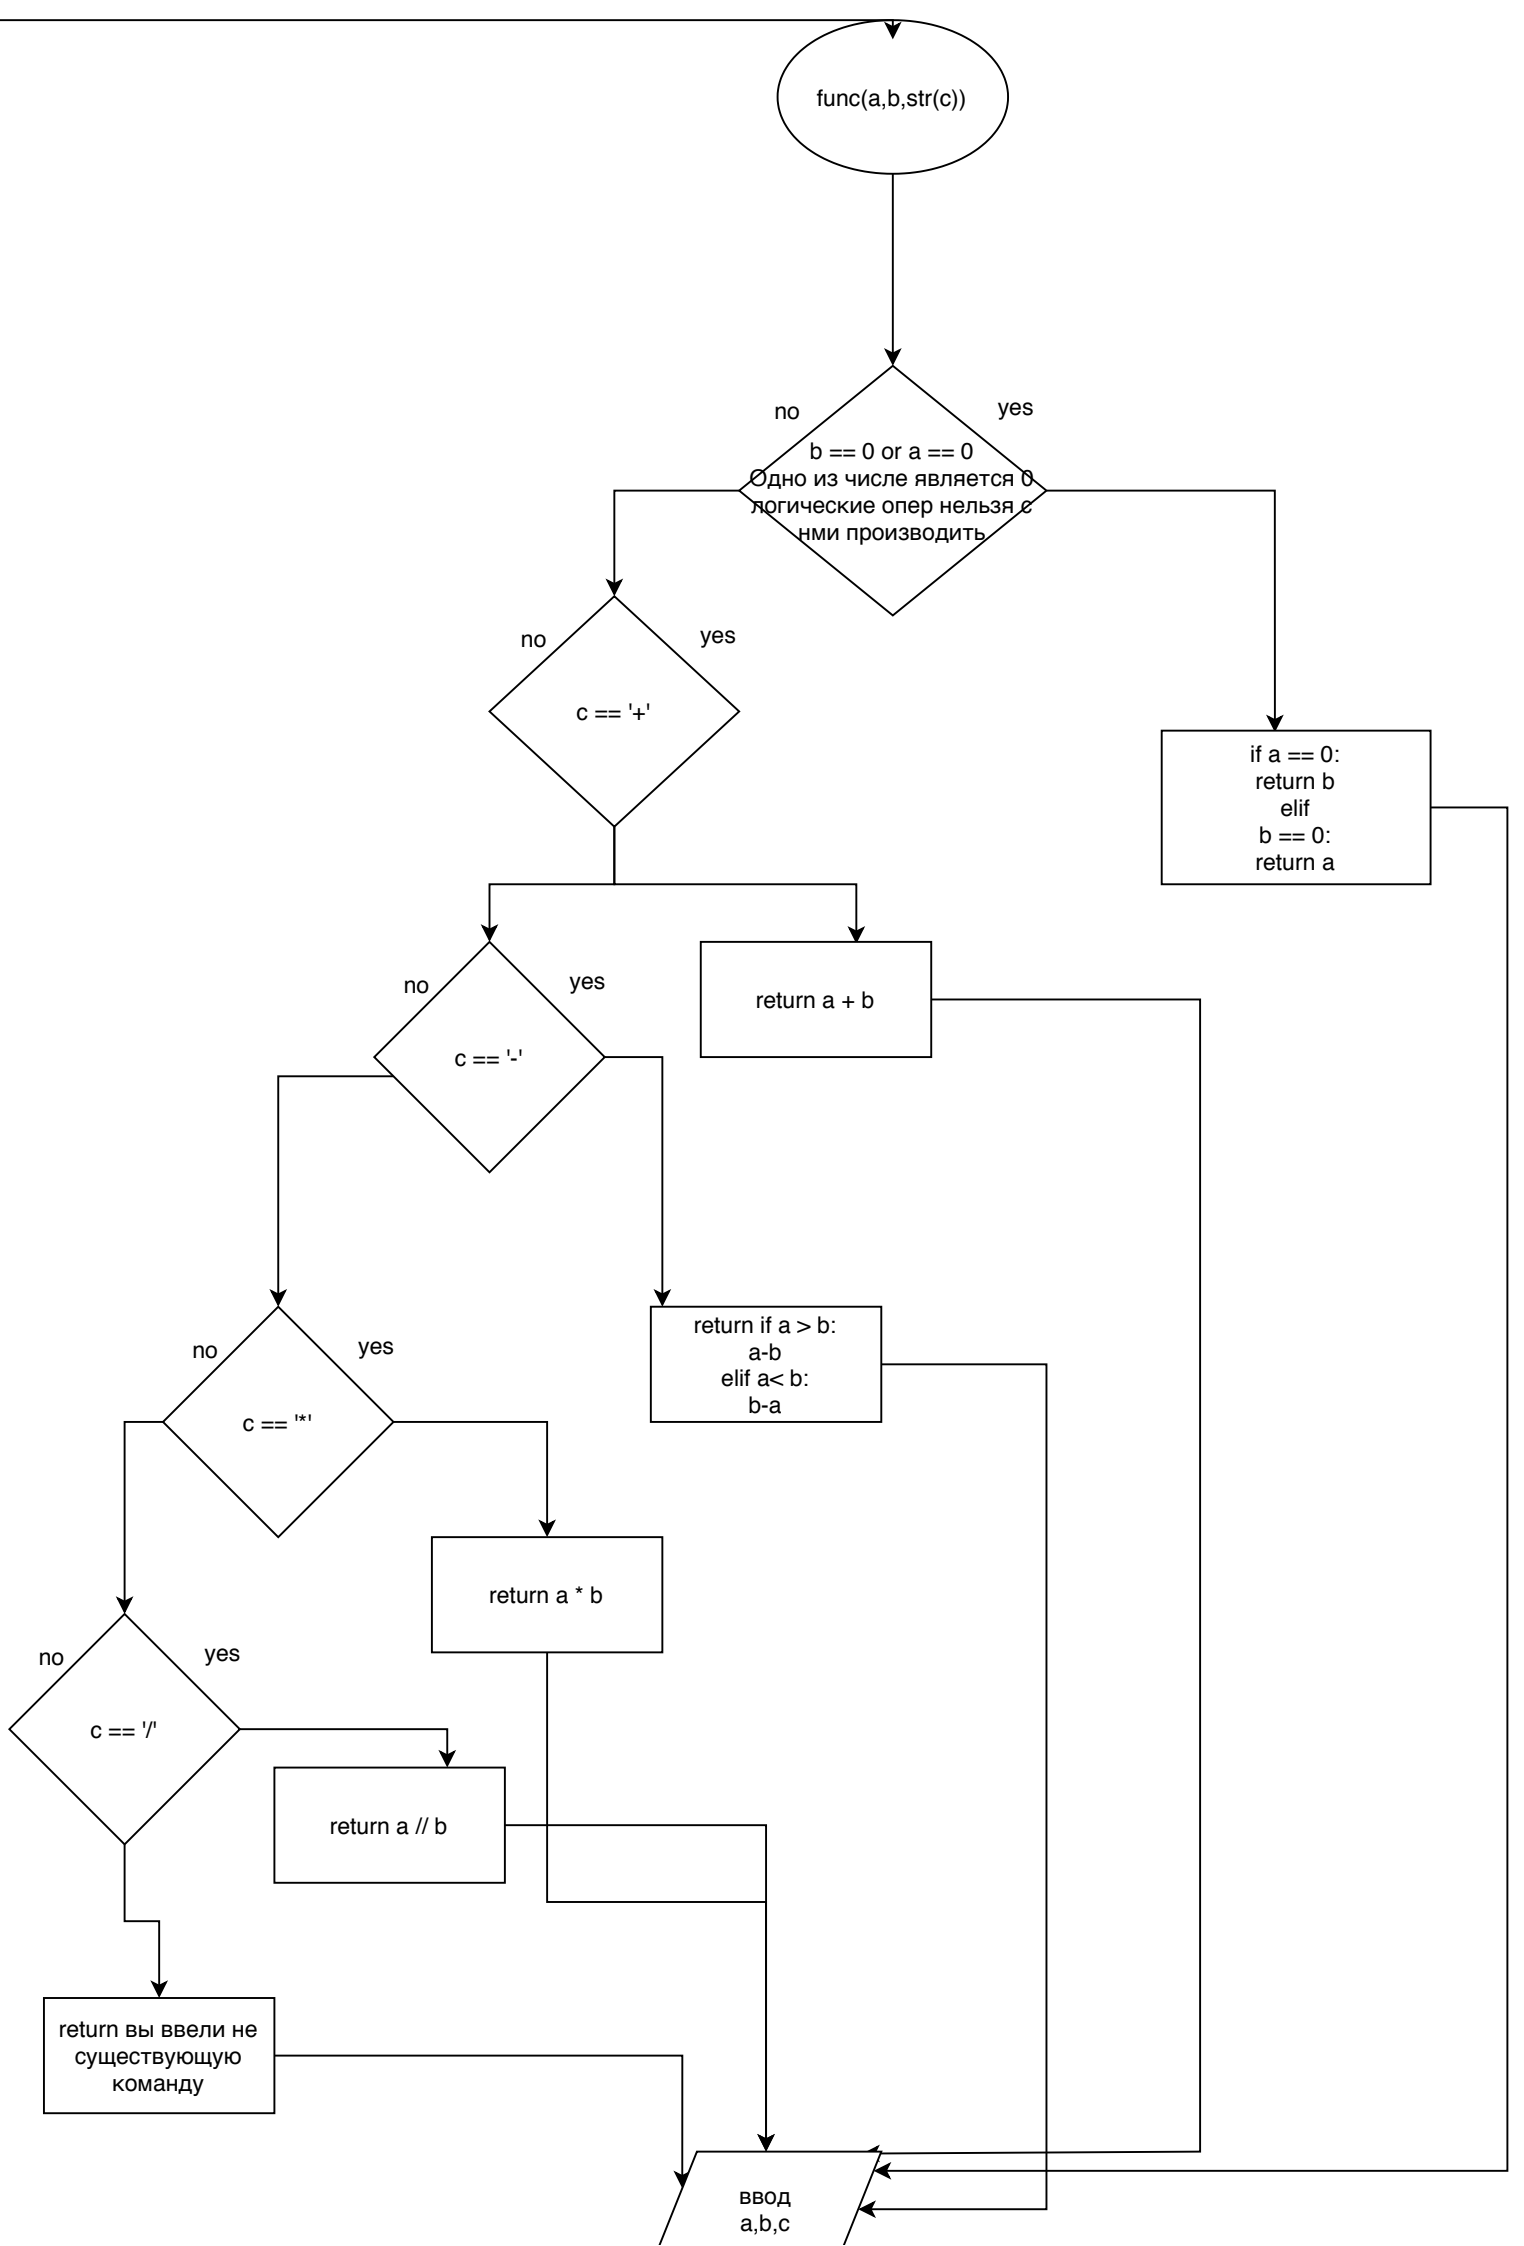 func(a,b,str(c))
no
yes
b == 0 or a == 0
Одно из числе является 0
логические опер нельзя с
нми производить
no
yes
c == '+'
if a == 0:
return b
elif
b == 0:
return a
no
yes
c == '-'
return a + b
no
yes
c == '*'
return if a > b:
a-b
elif a< b:
b-a
return a * b
no
yes
c == '/'
return a // b
return вы ввели не
существующую
команду
ввод
a,b,c